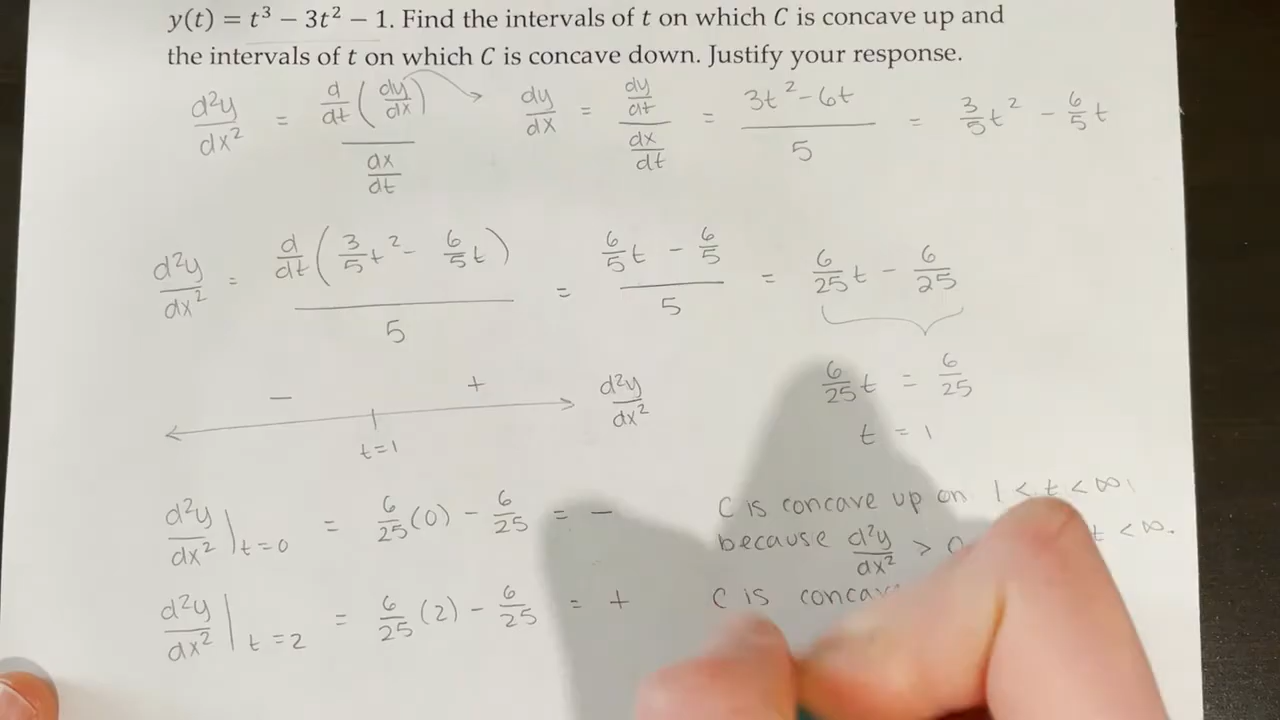 y(t) = t³ − 3t² − 1. Find the intervals of t on which C is concave up and
the intervals of t on which C is concave down. Justify your response.
d²y/dx² = d/dt(dy/dx) / dx/dt → dy/dx = dy/dt / dx/dt = 3t² − 6t / 5 = 3/5 t² − 6/5 t
d²y/dx² = d/dt(3/5 t² − 6/5 t) / 5 = 6/5 t − 6/5 / 5 = 6/25 t − 6/25
6/25 t = 6/25
t = 1
− + d²y/dx²
t=1
d²y/dx² | t=0 = 6/25 (0) − 6/25 = −
d²y/dx² | t=2 = 6/25 (2) − 6/25 = +
C is concave up on 1 < t < ∞
because d²y/dx² > 0 t < ∞.
C is